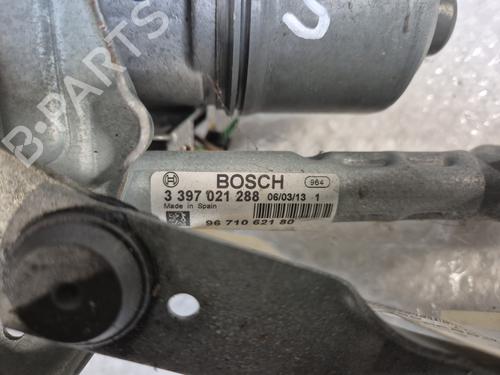 B-PARTS
BOSCH 964
3 397 021 288 06/03/13 1
Made in Spain
96 710 621 80